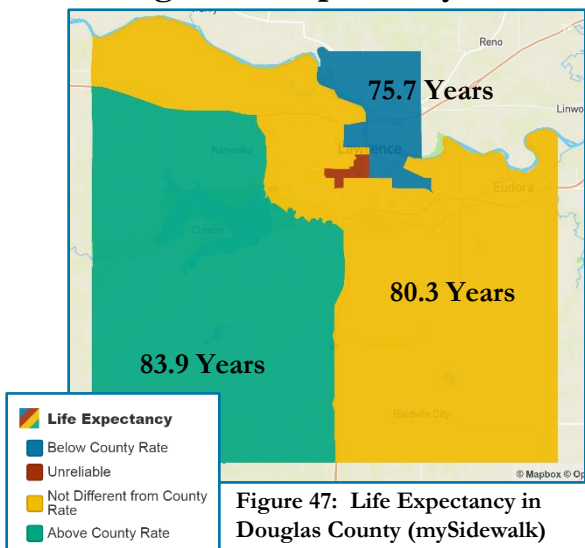 Reno
75.7 Years
Linwo
Kanwaka
Lawrence
Eudora
Clinton
80.3 Years
83.9 Years
Baldwin City
Life Expectancy
Below County Rate
Unreliable
Not Different from County
Rate
Above County Rate
© Mapbox © Op
Figure 47: Life Expectancy in
Douglas County (mySidewalk)